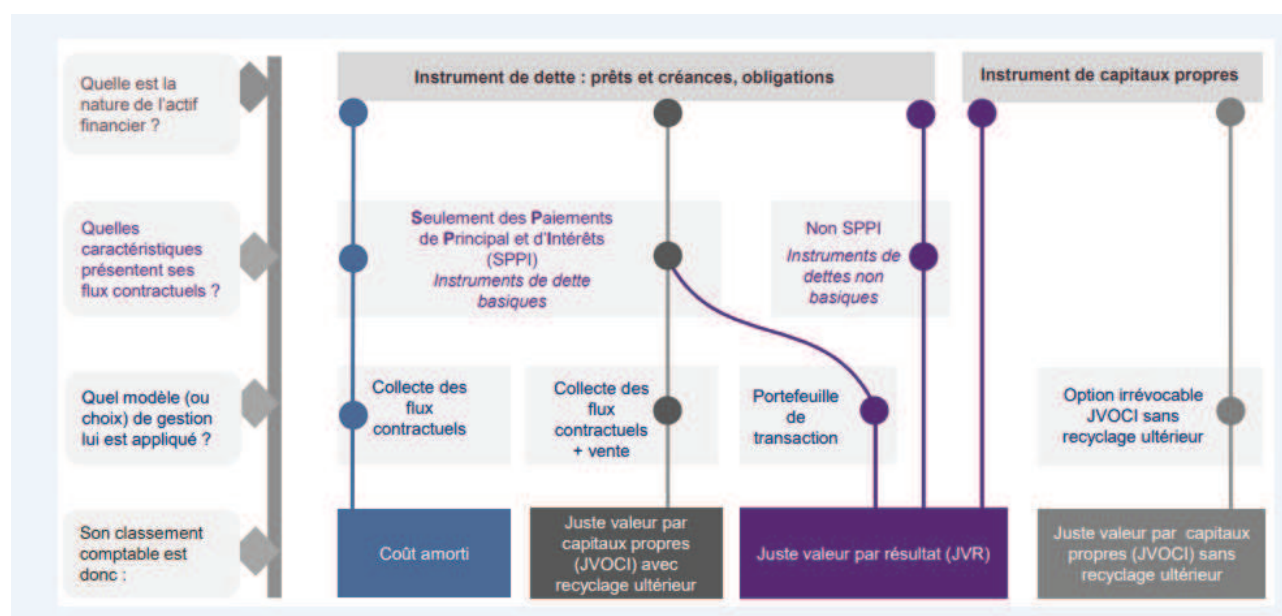 Quelle est la
nature de l'actif
financier ?
Instrument de dette : prêts et créances, obligations
Instrument de capitaux propres
Quelles
caractéristiques
présentent ses
flux contractuels ?
Seulement des Paiements
de Principal et d'Intérêts
(SPPI)
Instruments de dette
basiques
Non SPPI
Instruments de
dettes non
basiques
Quel modèle (ou
choix) de gestion
lui est appliqué ?
Collecte des
flux
contractuels
Collecte des
flux
contractuels
+ vente
Portefeuille
de
transaction
Option irrévocable
JVOCI sans
recyclage ultérieur
Son classement
comptable est
donc :
Coût amorti
Juste valeur par
capitaux propres
(JVOCI) avec
recyclage ultérieur
Juste valeur par résultat (JVR)
Juste valeur par capitaux
propres (JVOCI) sans
recyclage ultérieur